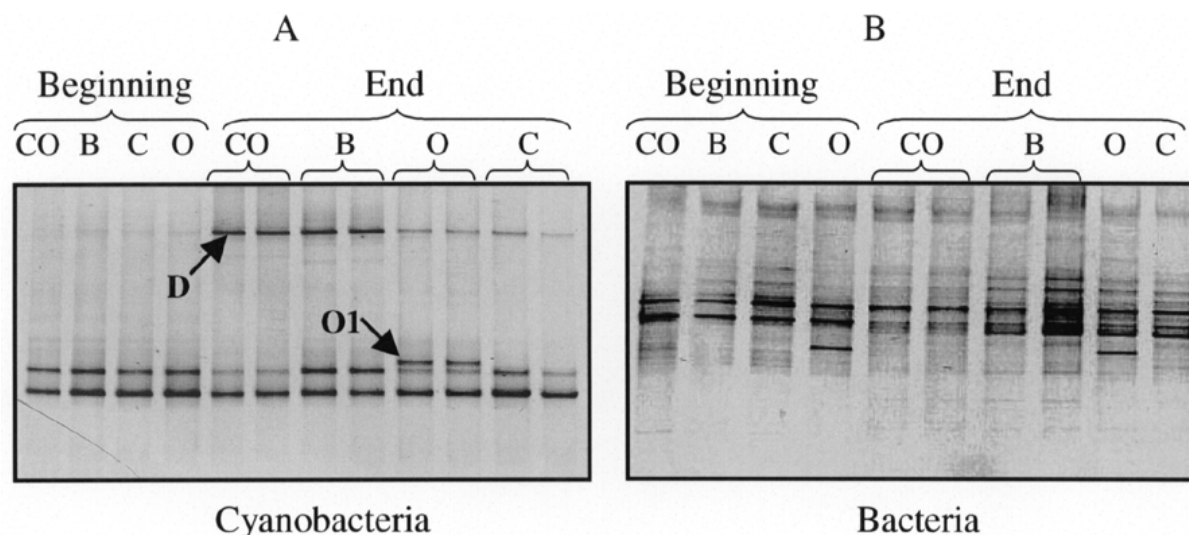 A
Beginning End
CO B C O CO B O C
D
O1
Cyanobacteria
B
Beginning End
CO B C O CO B O C
Bacteria